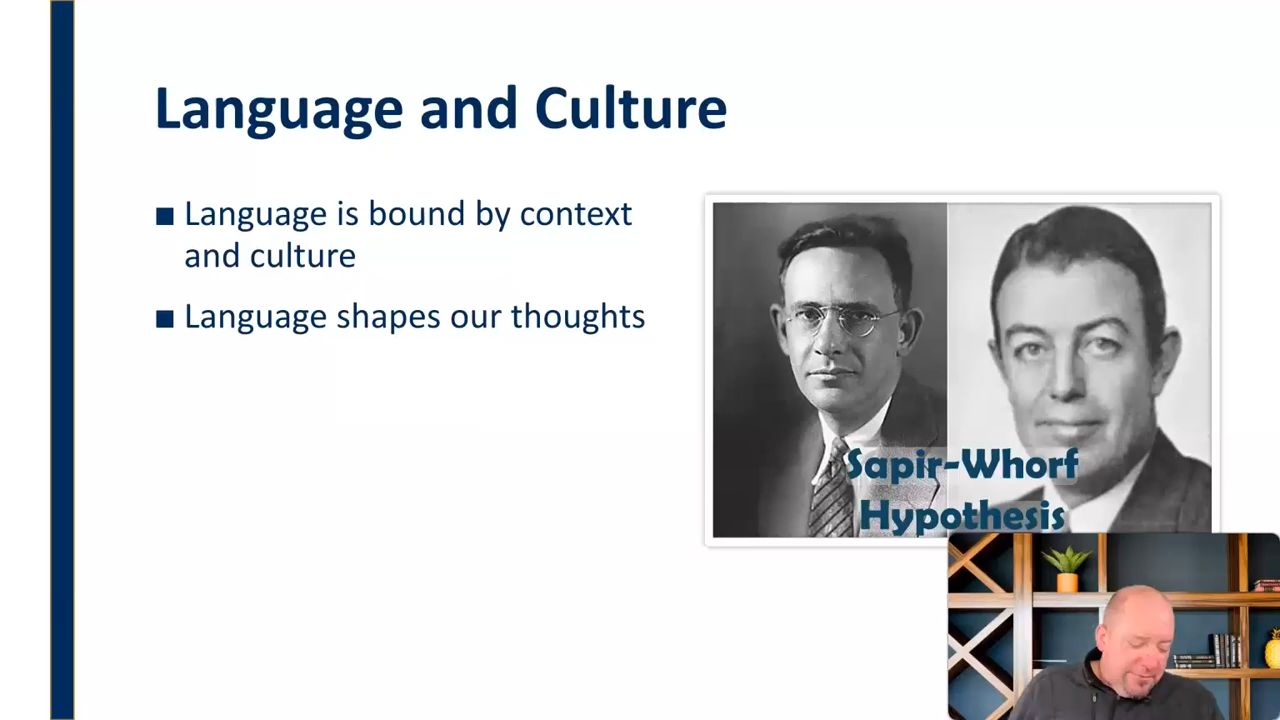 Language and Culture
■ Language is bound by context
and culture
■ Language shapes our thoughts
Sapir-Whorf
Hypothesis